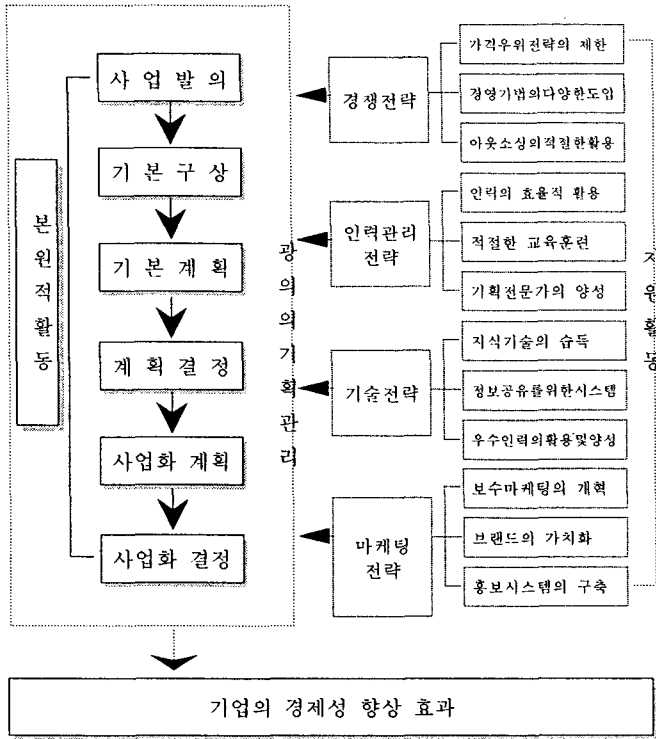 사 업 발 의
기 본 구 상
기 본 계 획
계 획 결 정
사업화 계획
사업화 결정
본원적활동
광의의기획관리
경쟁전략
인력관리
전략
기술전략
마케팅
전략
가격우위전략의 제한
경영기법의다양한도입
아웃소싱의적절한활용
인력의 효율적 활용
적절한 교육훈련
기획전문가의 양성
지식기술의 습득
정보공유를위한시스템
우수인력의활용및양성
보수마케팅의 개혁
브랜드의 가치화
홍보시스템의 구축
지원활동
기업의 경제성 향상 효과